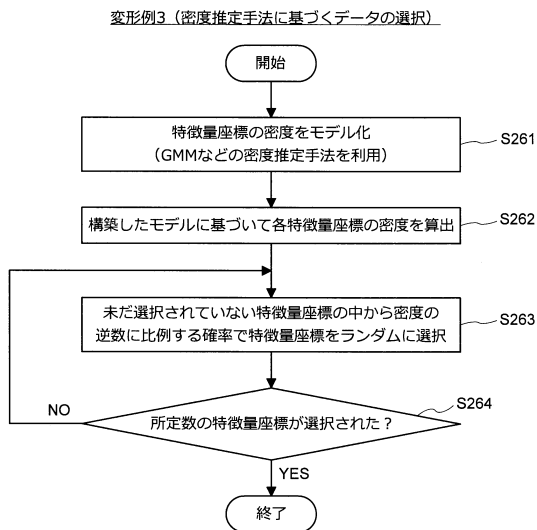 変形例3（密度推定手法に基づくデータの選択）
開始
特徴量座標の密度をモデル化
（GMMなどの密度推定手法を利用）
S261
構築したモデルに基づいて各特徴量座標の密度を算出
S262
未だ選択されていない特徴量座標の中から密度の
逆数に比例する確率で特徴量座標をランダムに選択
S263
所定数の特徴量座標が選択された？
S264
NO
YES
終了